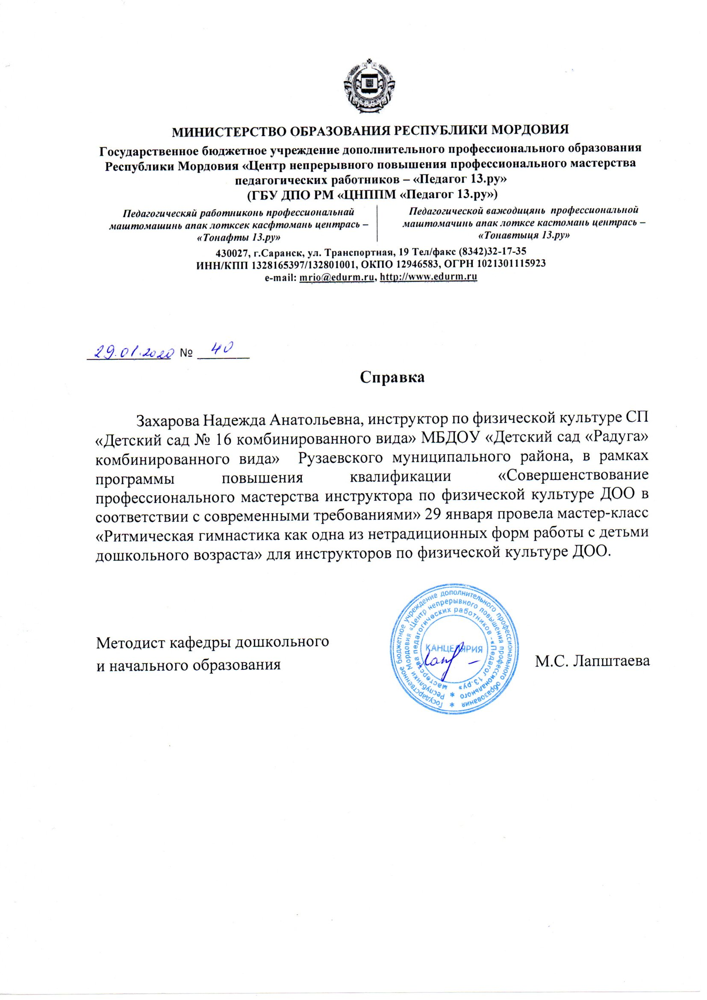 МИНИСТЕРСТВО ОБРАЗОВАНИЯ РЕСПУБЛИКИ МОРДОВИЯ
Государственное бюджетное учреждение дополнительного профессионального образования
Республики Мордовия «Центр непрерывного повышения профессионального мастерства
педагогических работников – «Педагог 13.ру»
(ГБУ ДПО РМ «ЦНППМ «Педагог 13.ру»)
Педагогическяй работниконь профессиональнай
маштомашинь апак лотксек касфтомань центрась –
«Тонафты 13.ру»
Педагогической важодицянь профессиональной
маштомачинь апак лотксе кастомань центрась –
«Тонавтыця 13.ру»
430027, г.Саранск, ул. Транспортная, 19 Тел/факс (8342)32-17-35
ИНН/КПП 1328165397/132801001, ОКПО 12946583, ОГРН 1021301115923
e-mail: mrio@edurm.ru, http://www.edurm.ru
29.01.2020 № 40
Справка
Захарова Надежда Анатольевна, инструктор по физической культуре СП
«Детский сад № 16 комбинированного вида» МБДОУ «Детский сад «Радуга»
комбинированного вида» Рузаевского муниципального района, в рамках
программы повышения квалификации «Совершенствование
профессионального мастерства инструктора по физической культуре ДОО в
соответствии с современными требованиями» 29 января провела мастер-класс
«Ритмическая гимнастика как одна из нетрадиционных форм работы с детьми
дошкольного возраста» для инструкторов по физической культуре ДОО.
Методист кафедры дошкольного
и начального образования
М.С. Лапштаева
Государственное бюджетное учреждение дополнительного профессионального образования
Республики Мордовия «Центр непрерывного повышения профессионального
мастерства педагогических работников - «Педагог 13.ру»
КАНЦЕЛЯРИЯ